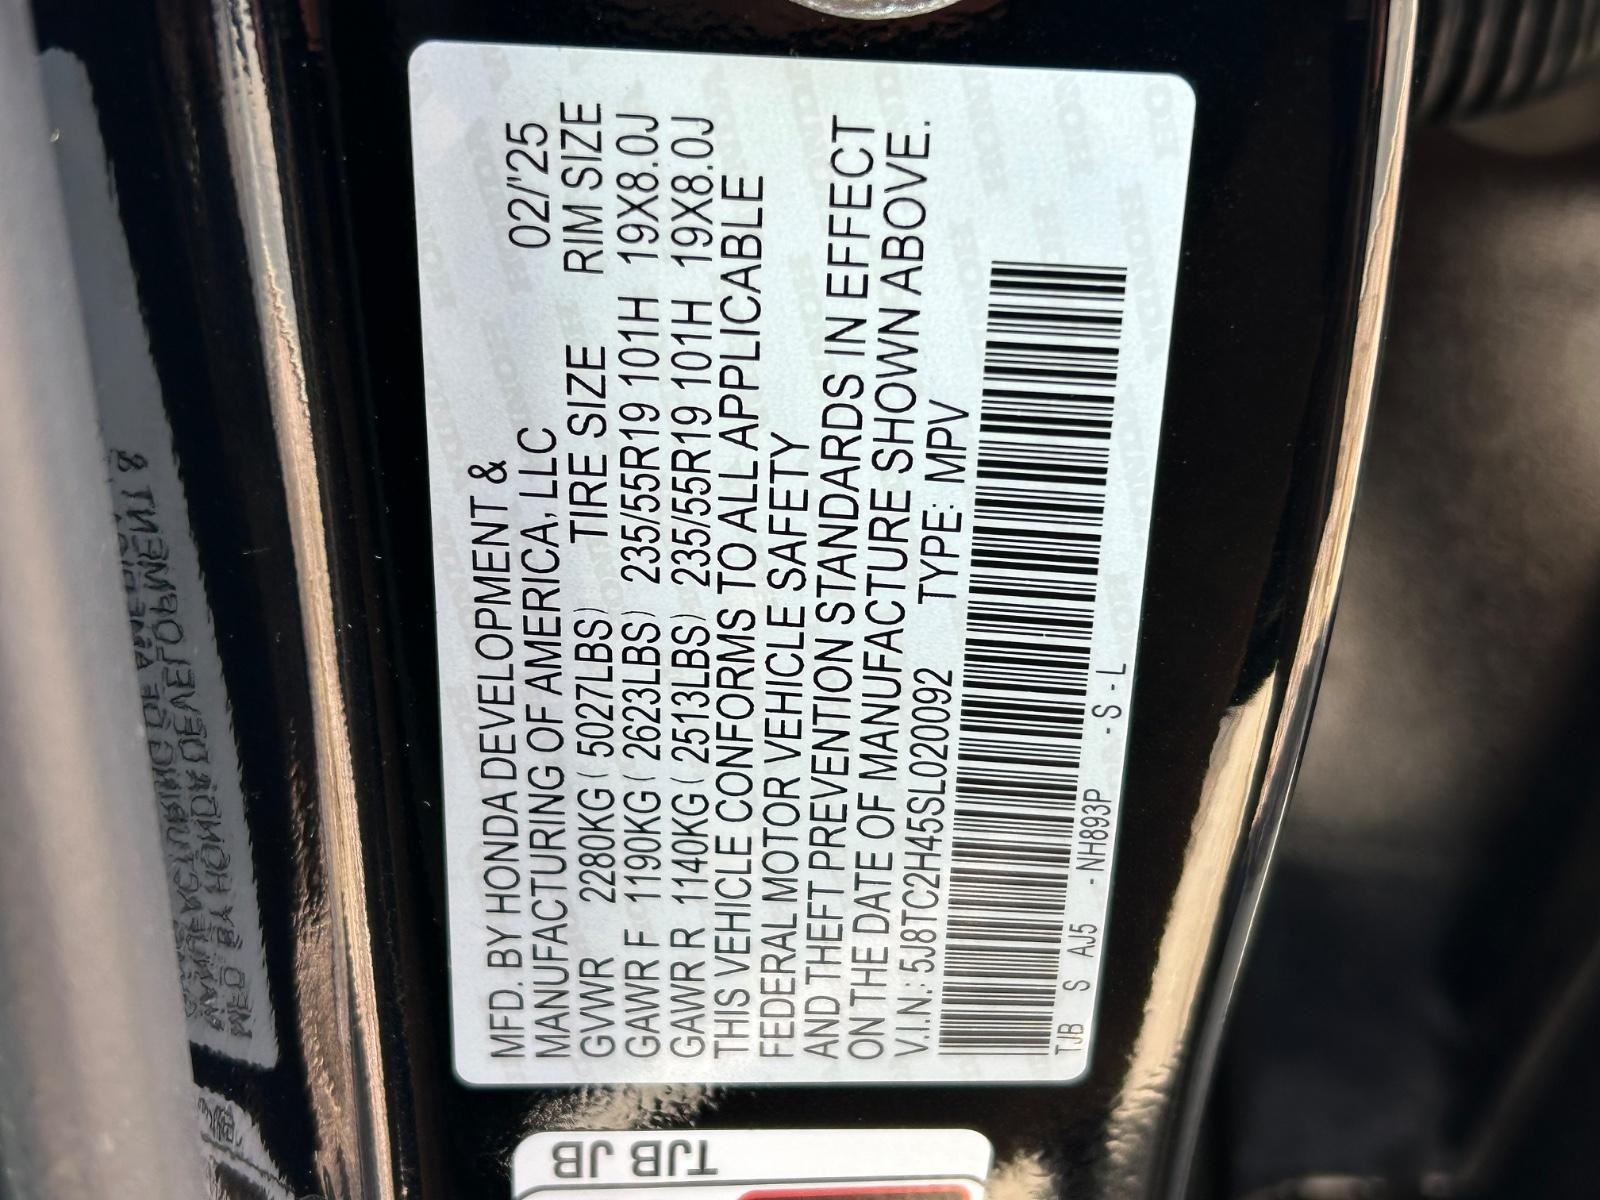 MFD. BY HONDA DEVELOPMENT &
MANUFACTURING OF AMERICA, LLC 02/'25
GVWR 2280KG ( 5027LBS) TIRE SIZE RIM SIZE
GAWR F 1190KG ( 2623LBS) 235/55R19 101H 19X8.0J
GAWR R 1140KG ( 2513LBS) 235/55R19 101H 19X8.0J
THIS VEHICLE CONFORMS TO ALL APPLICABLE
FEDERAL MOTOR VEHICLE SAFETY
AND THEFT PREVENTION STANDARDS IN EFFECT
ON THE DATE OF MANUFACTURE SHOWN ABOVE.
V.I.N.: 5J8TC2H45SL020092 TYPE: MPV
TJB S AJ5 - NH893P - S - L
TJB JB